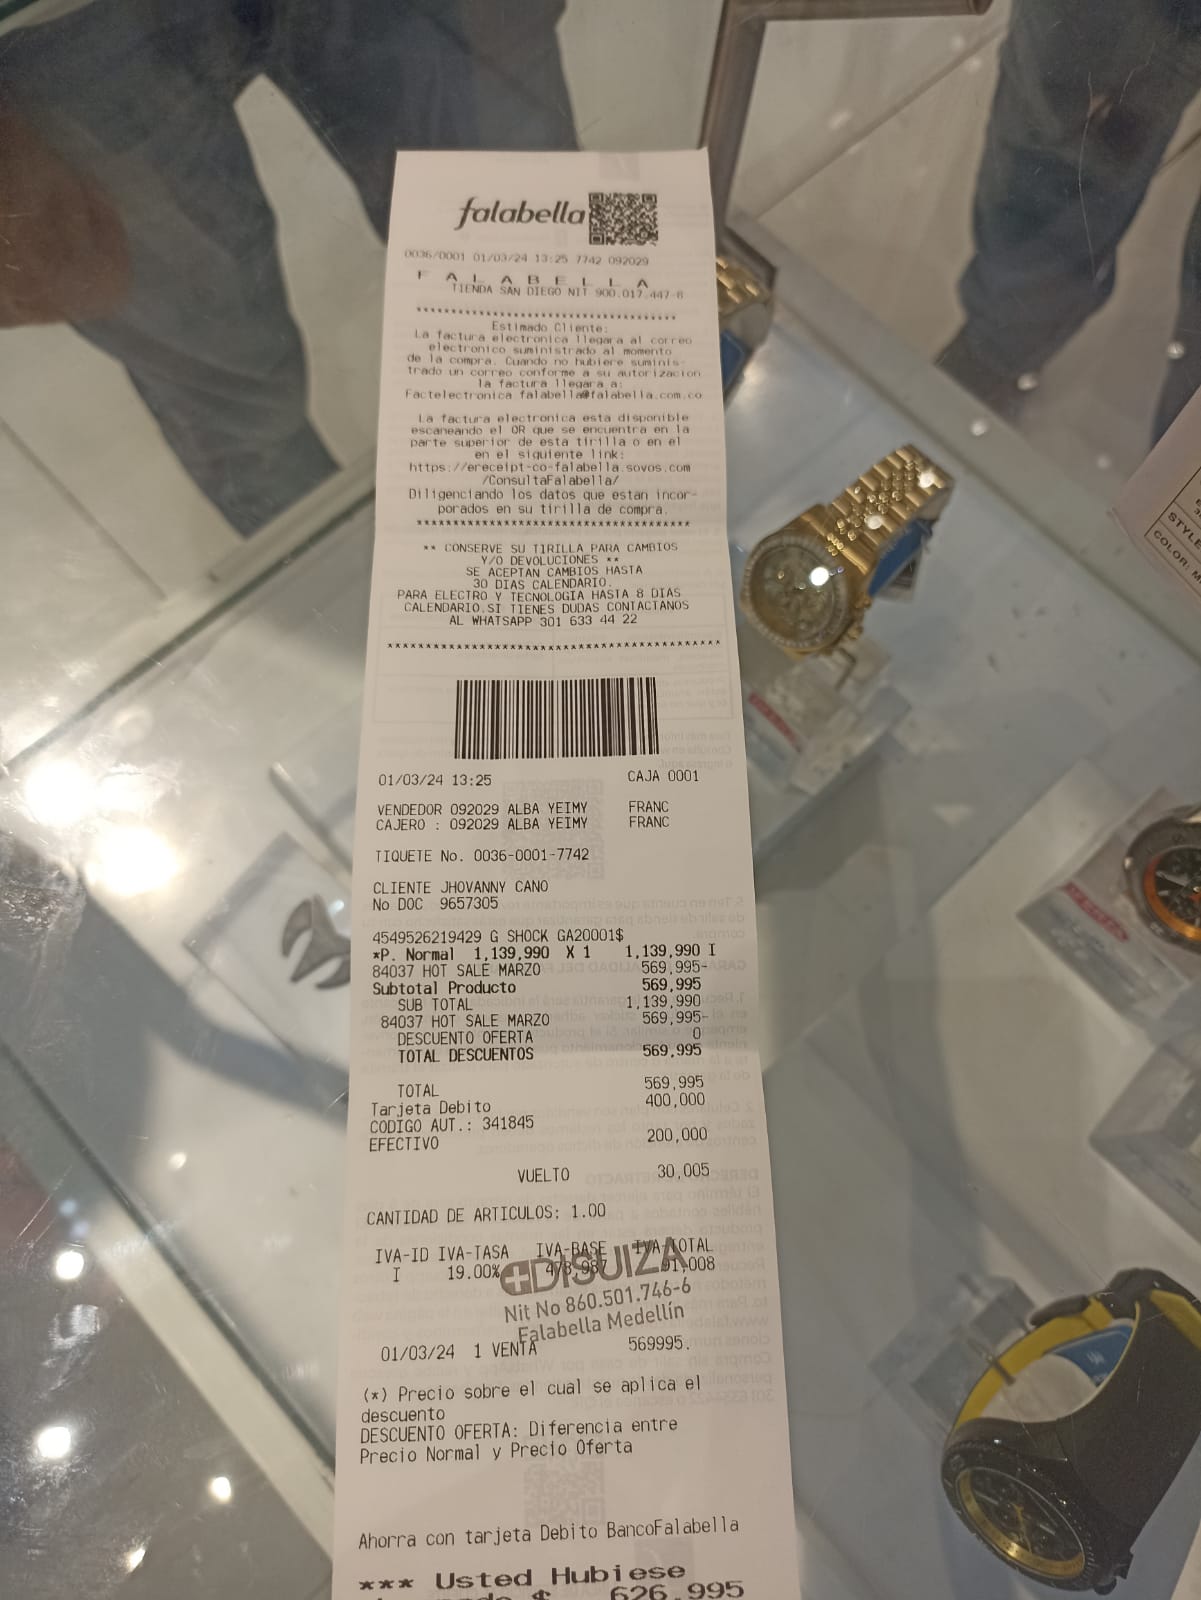 falabella
0036/0001 01/03/24 13:25 7742 092029
F A L A B E L L A
TIENDA SAN DIEGO NIT 900.017.447-8
************************************
Estimado Cliente:
La factura electronica llegara al correo
electronico suministrado al momento
de la compra. Cuando no hubiere suminis-
trado un correo conforme a su autorizacion
la factura llegara a:
Factelectronica falabella@falabella.com.co
La factura electronica esta disponible
escaneando el QR que se encuentra en la
parte superior de esta tirilla o en el
en el siguiente link:
https://ereceipt-co-falabella.sovos.com
/ConsultaFalabella/
Diligenciando los datos que estan incor-
porados en su tirilla de compra.
************************************
** CONSERVE SU TIRILLA PARA CAMBIOS
Y/O DEVOLUCIONES **
SE ACEPTAN CAMBIOS HASTA
30 DIAS CALENDARIO.
PARA ELECTRO Y TECNOLOGIA HASTA 8 DIAS
CALENDARIO.SI TIENES DUDAS CONTACTANOS
AL WHATSAPP 301 633 44 22
****************************************
01/03/24 13:25 CAJA 0001
VENDEDOR 092029 ALBA YEIMY FRANC
CAJERO : 092029 ALBA YEIMY FRANC
TIQUETE No. 0036-0001-7742
CLIENTE JHOVANNY CANO
No DOC 9657305
4549526219429 G SHOCK GA20001$
*P. Normal 1,139,990 X 1 1,139,990 I
84037 HOT SALE MARZO 569,995-
Subtotal Producto 569,995
SUB TOTAL 1,139,990
84037 HOT SALE MARZO 569,995-
DESCUENTO OFERTA 0
TOTAL DESCUENTOS 569,995
TOTAL 569,995
Tarjeta Debito 400,000
CODIGO AUT.: 341845
EFECTIVO 200,000
VUELTO 30,005
CANTIDAD DE ARTICULOS: 1.00
IVA-ID IVA-TASA IVA-BASE IVA-TOTAL
I 19.00% 478,987 91,008
DISUIZA
Nit No 860.501.746-6
Falabella Medellín
01/03/24 1 VENTA 569995.
(*) Precio sobre el cual se aplica el
descuento
DESCUENTO OFERTA: Diferencia entre
Precio Normal y Precio Oferta
Ahorra con tarjeta Debito BancoFalabella
*** Usted Hubiese
$ 626,995
STYLE
COLOR: M